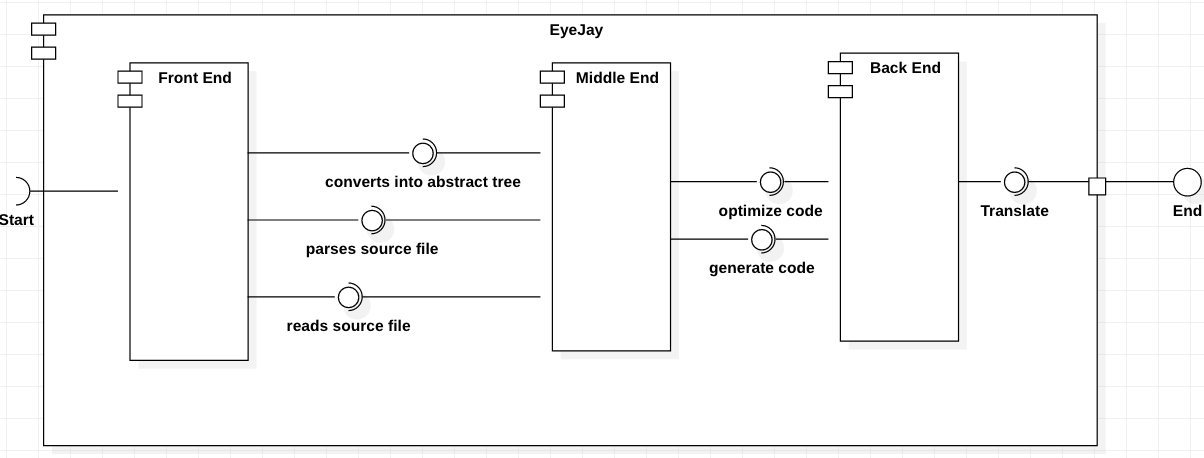 EyeJay
Front End
Middle End
Back End
converts into abstract tree
optimize code
Translate
Start
End
parses source file
generate code
reads source file